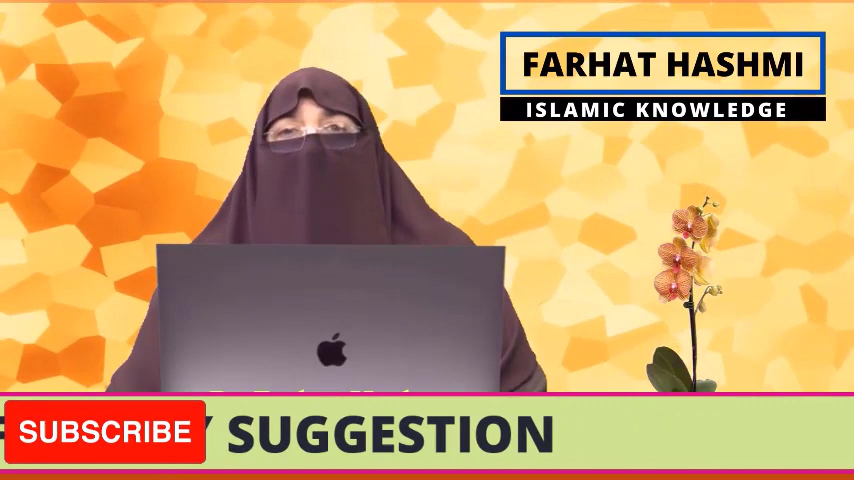 FARHAT HASHMI
ISLAMIC KNOWLEDGE
SUBSCRIBE
SUGGESTION